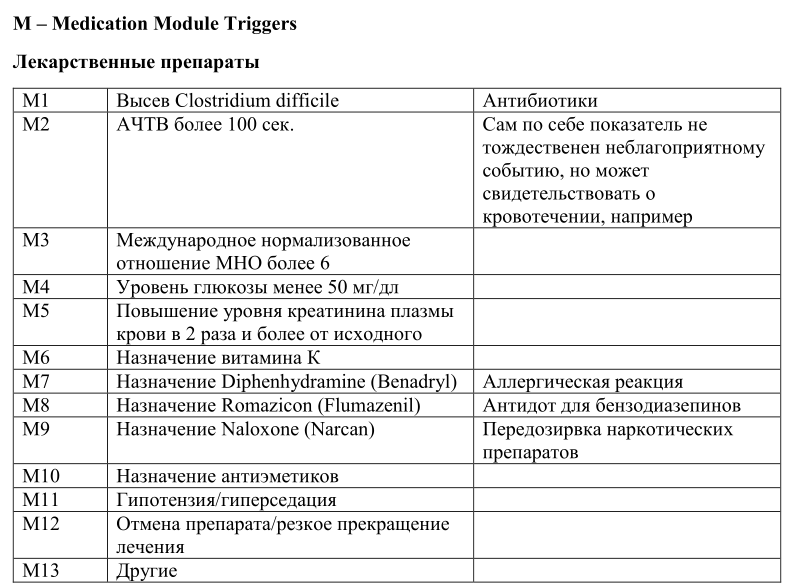 M – Medication Module Triggers
Лекарственные препараты
M1 Высев Clostridium difficile Антибиотики
M2 АЧТВ более 100 сек. Сам по себе показатель не
тождественен неблагоприятному
событию, но может
свидетельствовать о
кровотечении, например
M3 Международное нормализованное
отношение МНО более 6
M4 Уровень глюкозы менее 50 мг/дл
M5 Повышение уровня креатинина плазмы
крови в 2 раза и более от исходного
M6 Назначение витамина К
M7 Назначение Diphenhydramine (Benadryl) Аллергическая реакция
M8 Назначение Romazicon (Flumazenil) Антидот для бензодиазепинов
M9 Назначение Naloxone (Narcan) Передозирвка наркотических
препаратов
M10 Назначение антиэметиков
M11 Гипотензия/гиперседация
M12 Отмена препарата/резкое прекращение
лечения
M13 Другие